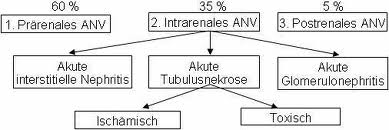 60 % 35 % 5 %
1. Prärenales ANV 2. Intrarenales ANV 3. Postrenales ANV
Akute Akute Akute
interstitielle Nephritis Tubulusnekrose Glomerulonephritis
Ischämisch Toxisch